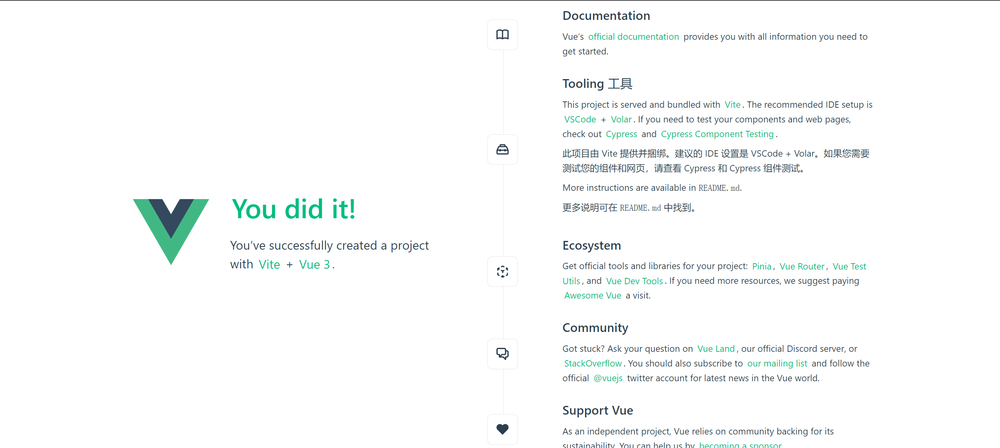 You did it!
You’ve successfully created a project
with Vite + Vue 3.
Documentation
Vue’s official documentation provides you with all information you need to
get started.
Tooling 工具
This project is served and bundled with Vite. The recommended IDE setup is
VSCode + Volar. If you need to test your components and web pages,
check out Cypress and Cypress Component Testing.
此项目由 Vite 提供并捆绑。建议的 IDE 设置是 VSCode + Volar。如果您需要
测试您的组件和网页，请查看 Cypress 和 Cypress 组件测试。
More instructions are available in README.md.
更多说明可在 README.md 中找到。
Ecosystem
Get official tools and libraries for your project: Pinia, Vue Router, Vue Test
Utils, and Vue Dev Tools. If you need more resources, we suggest paying
Awesome Vue a visit.
Community
Got stuck? Ask your question on Vue Land, our official Discord server, or
StackOverflow. You should also subscribe to our mailing list and follow the
official @vuejs twitter account for latest news in the Vue world.
Support Vue
As an independent project, Vue relies on community backing for its
sustainability. You can help us by becoming a sponsor